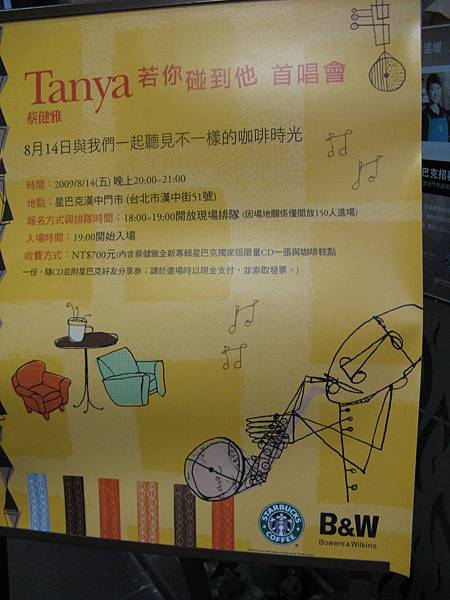 Tanya 若你碰到他 首唱會
蔡健雅
8月14日與我們一起聽見不一樣的咖啡時光
時間：2009/8/14(五) 晚上20:00~21:00
地點：星巴克漢中門市 (台北市漢中街51號)
報名方式與排隊時間：18:00~19:00開放現場排隊 (因場地關係僅開放150人進場)
入場時間：19:00開始入場
收費方式：NT$700元(內含蔡健雅全新專輯星巴克獨家版限量CD一張與咖啡糕點
一份，隨CD並附星巴克好友分享券；請於進場時以現金支付，並索取發票。)
STARBUCKS
COFFEE
B&W
Bowers & Wilkins
溫暖
巴克招